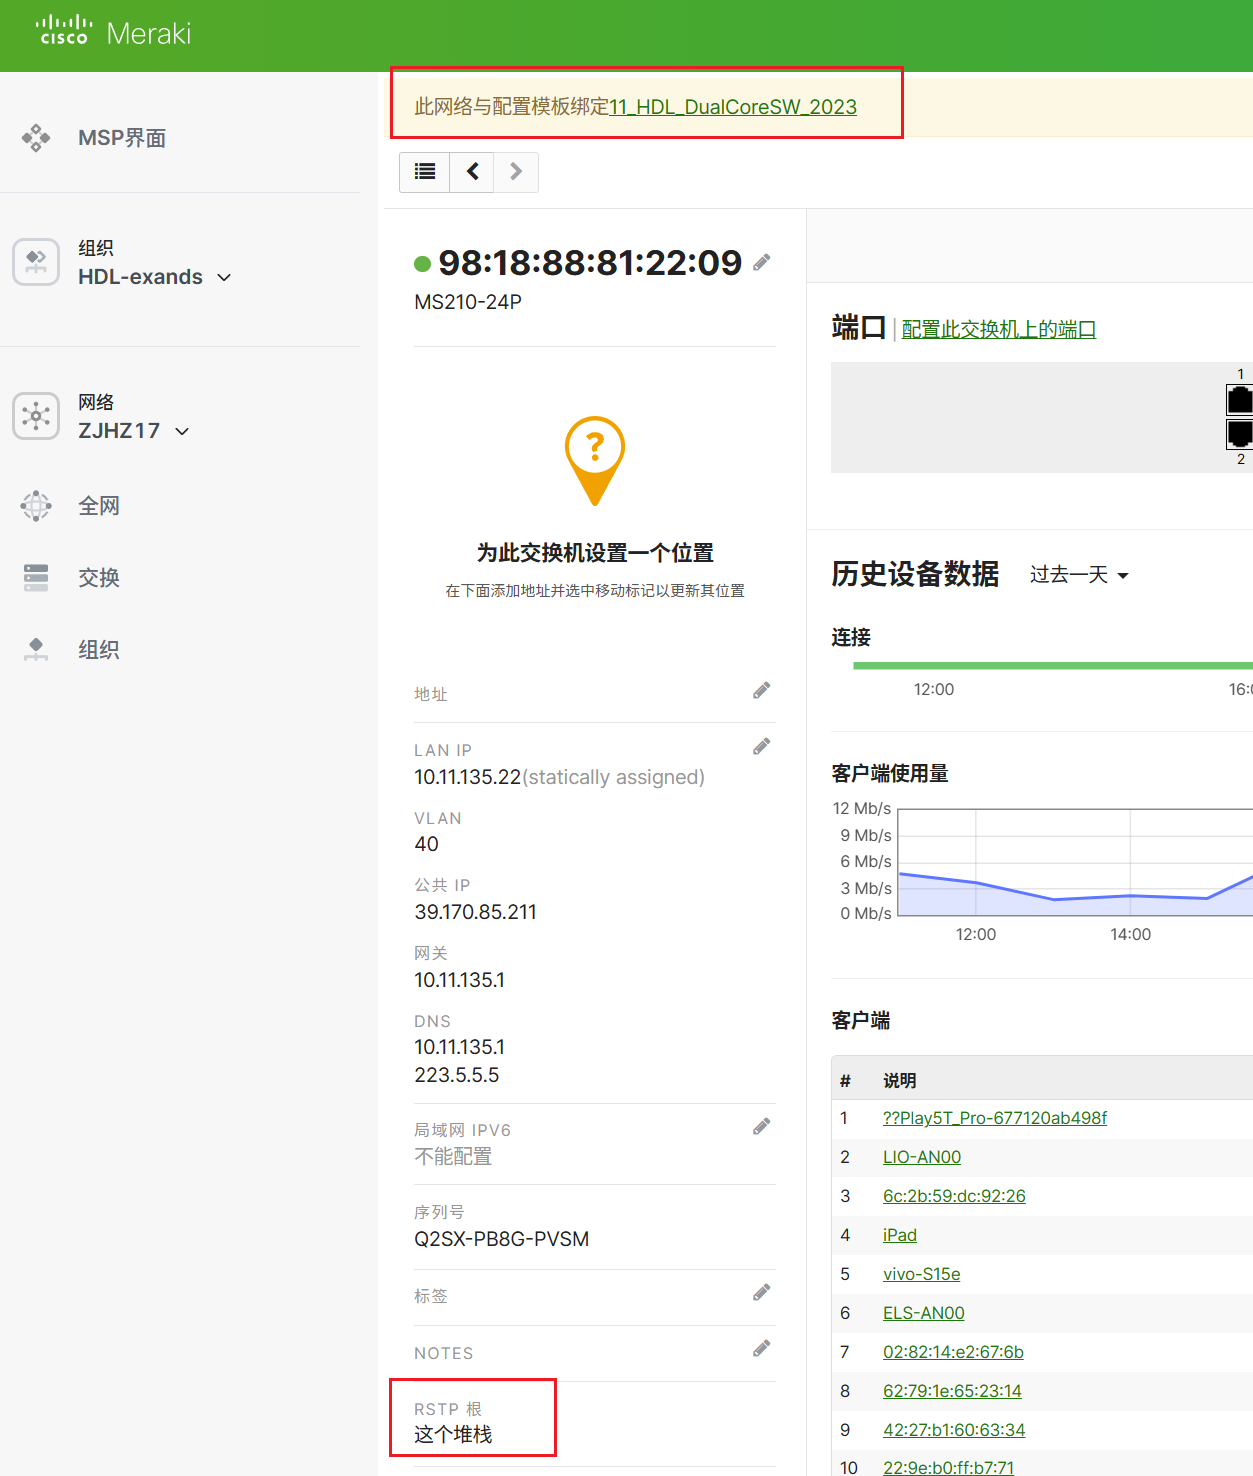 cisco Meraki
此网络与配置模板绑定11_HDL_DualCoreSW_2023
MSP界面
组织
HDL-exands
网络
ZJHZ17
全网
交换
组织
98:18:88:81:22:09
MS210-24P
为此交换机设置一个位置
在下面添加地址并选中移动标记以更新其位置
地址
LAN IP
10.11.135.22(statically assigned)
VLAN
40
公共 IP
39.170.85.211
网关
10.11.135.1
DNS
10.11.135.1
223.5.5.5
局域网 IPV6
不能配置
序列号
Q2SX-PB8G-PVSM
标签
NOTES
RSTP 根
这个堆栈
端口 | 配置此交换机上的端口
1
2
历史设备数据 过去一天
连接
12:00 16:0
客户端使用量
12 Mb/s
9 Mb/s
6 Mb/s
3 Mb/s
0 Mb/s
12:00 14:00
客户端
# 说明
1 ??Play5T_Pro-677120ab498f
2 LIO-AN00
3 6c:2b:59:dc:92:26
4 iPad
5 vivo-S15e
6 ELS-AN00
7 02:82:14:e2:67:6b
8 62:79:1e:65:23:14
9 42:27:b1:60:63:34
10 22:9e:b0:ff:b7:71